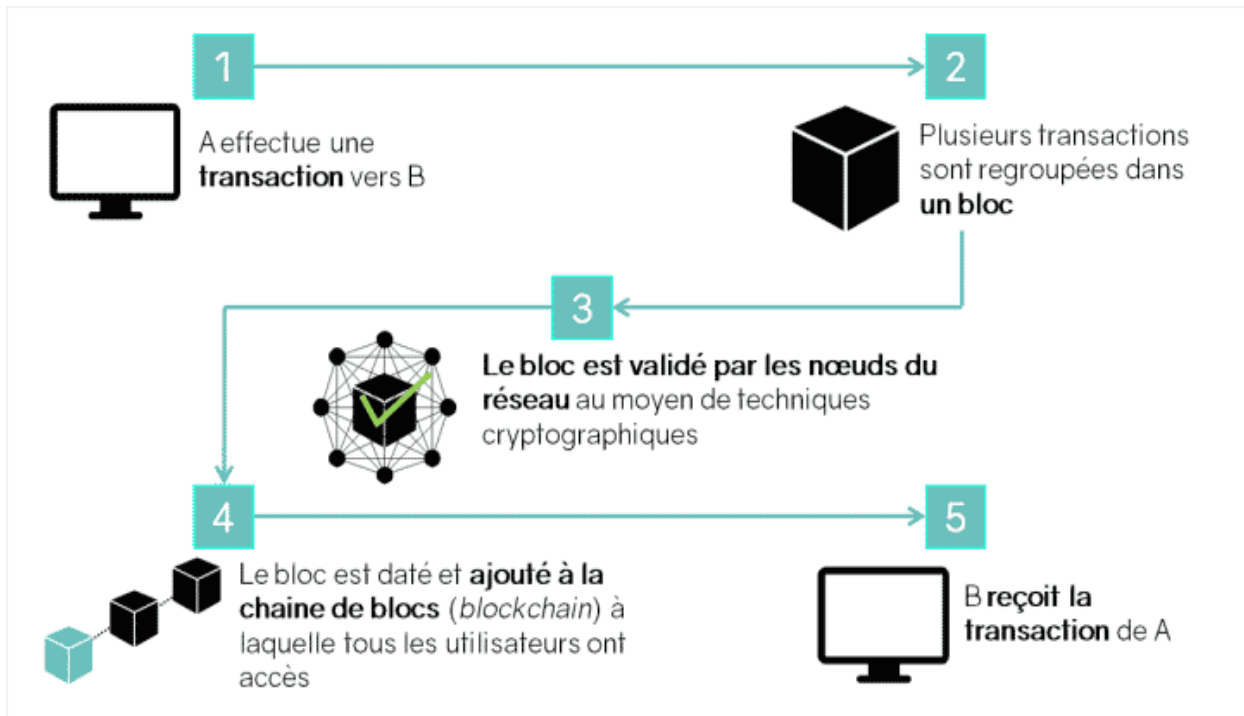 1
A effectue une
transaction vers B
2
Plusieurs transactions
sont regroupées dans
un bloc
3
Le bloc est validé par les nœuds du
réseau au moyen de techniques
cryptographiques
4
Le bloc est daté et ajouté à la
chaine de blocs (blockchain) à
laquelle tous les utilisateurs ont
accès
5
B reçoit la
transaction de A